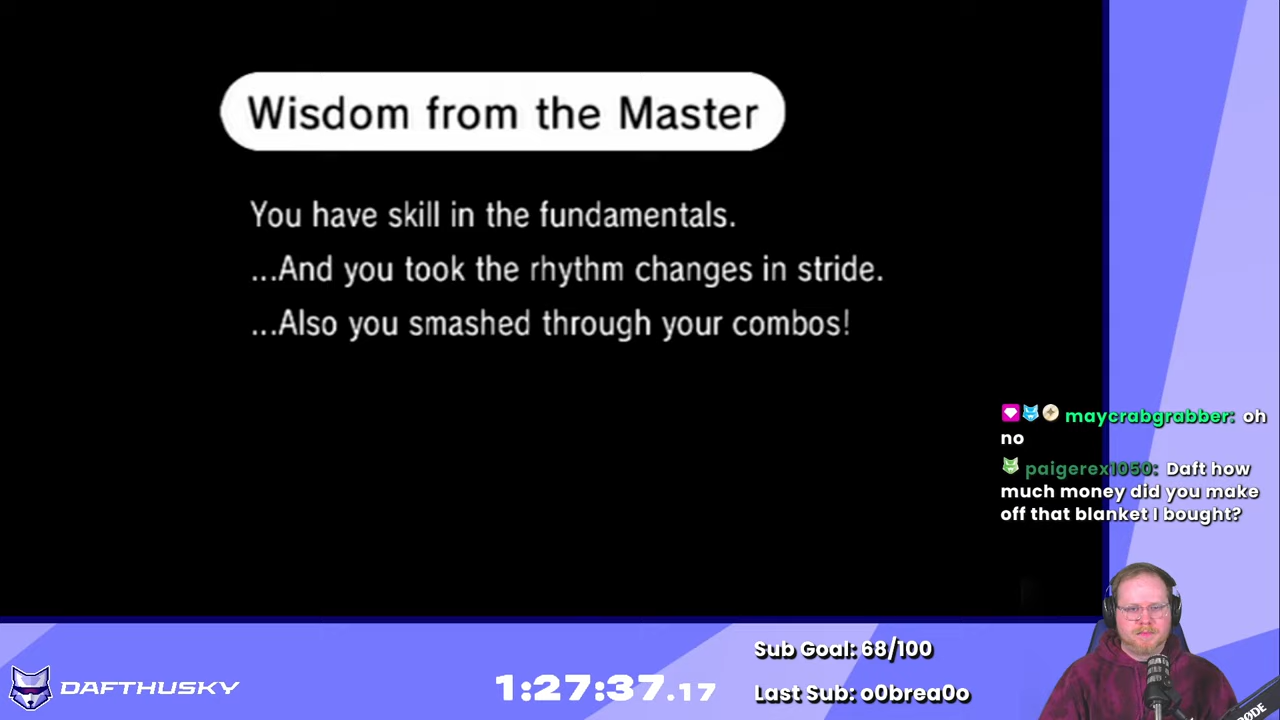 Wisdom from the Master
You have skill in the fundamentals.
...And you took the rhythm changes in stride.
...Also you smashed through your combos!
maycrabgrabber: oh
no
paigerex1050: Daft how
much money did you make
off that blanket I bought?
DAFTHUSKY
1:27:37.17
Sub Goal: 68/100
Last Sub: o0brea0o